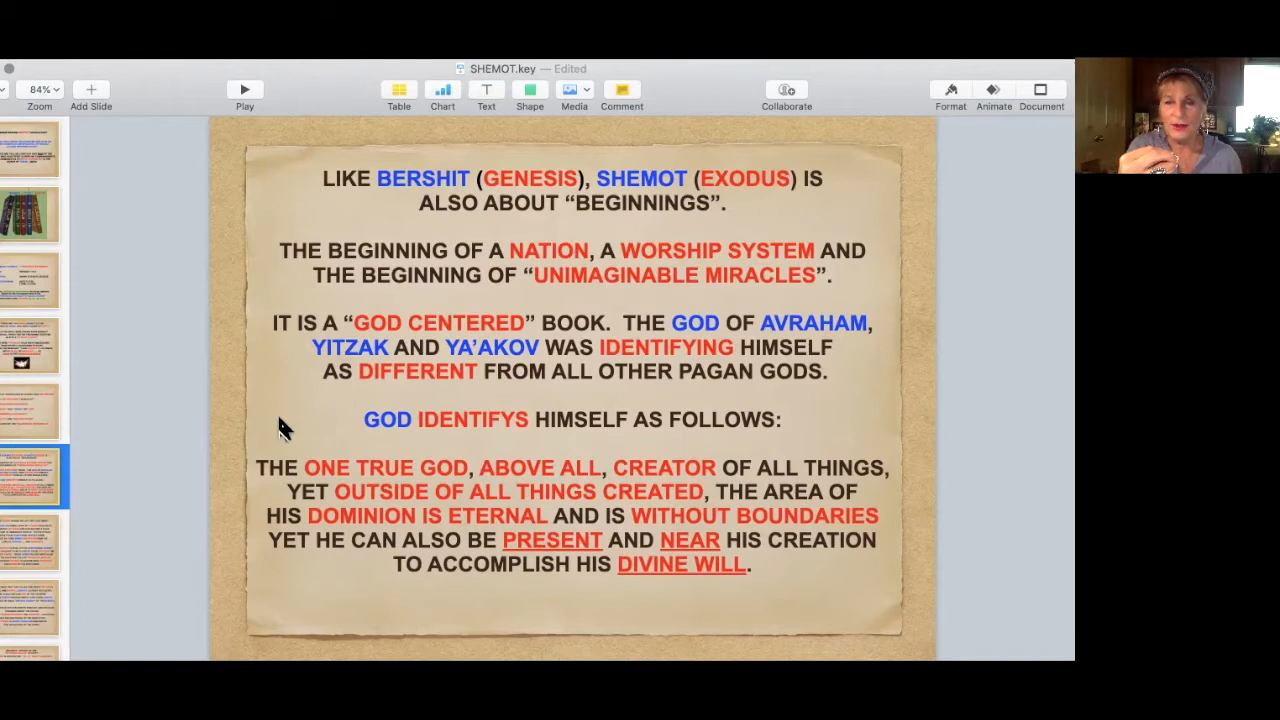 SHEMOT.key — Edited
84%
Zoom
Add Slide
Play
Table
Chart
Text
Shape
Media
Comment
Collaborate
Format
Animate
Document
LIKE BERSHIT (GENESIS), SHEMOT (EXODUS) IS
ALSO ABOUT “BEGINNINGS”.
THE BEGINNING OF A NATION, A WORSHIP SYSTEM AND
THE BEGINNING OF “UNIMAGINABLE MIRACLES”.
IT IS A “GOD CENTERED” BOOK. THE GOD OF AVRAHAM,
YITZAK AND YA’AKOV WAS IDENTIFYING HIMSELF
AS DIFFERENT FROM ALL OTHER PAGAN GODS.
GOD IDENTIFYS HIMSELF AS FOLLOWS:
THE ONE TRUE GOD, ABOVE ALL, CREATOR OF ALL THINGS,
YET OUTSIDE OF ALL THINGS CREATED, THE AREA OF
HIS DOMINION IS ETERNAL AND IS WITHOUT BOUNDARIES
YET HE CAN ALSO BE PRESENT AND NEAR HIS CREATION
TO ACCOMPLISH HIS DIVINE WILL.